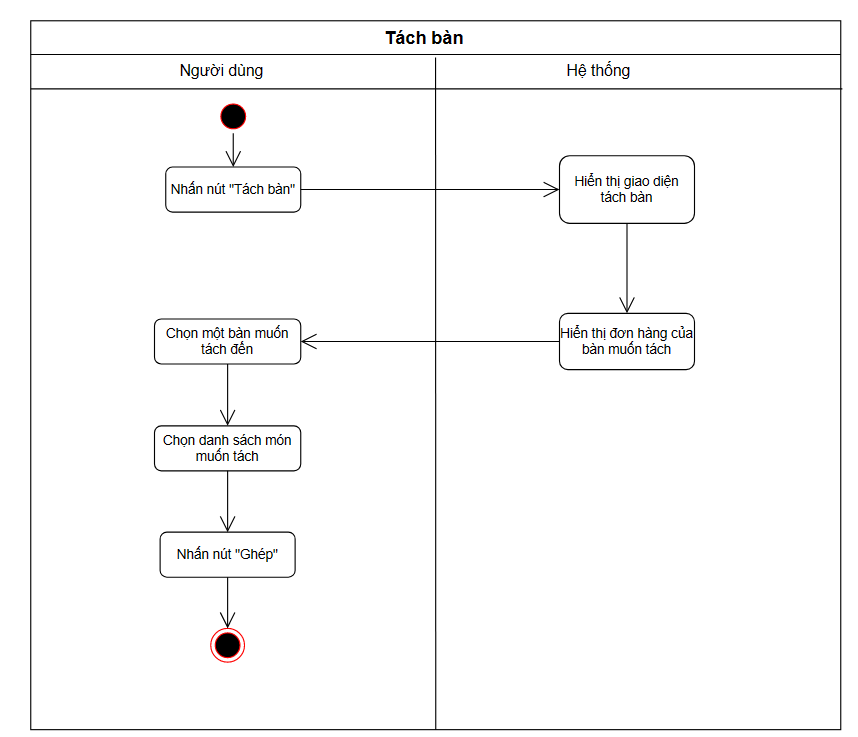 Tách bàn
Người dùng
Hệ thống
Nhấn nút "Tách bàn"
Hiển thị giao diện
tách bàn
Hiển thị đơn hàng của
bàn muốn tách
Chọn một bàn muốn
tách đến
Chọn danh sách món
muốn tách
Nhấn nút "Ghép"